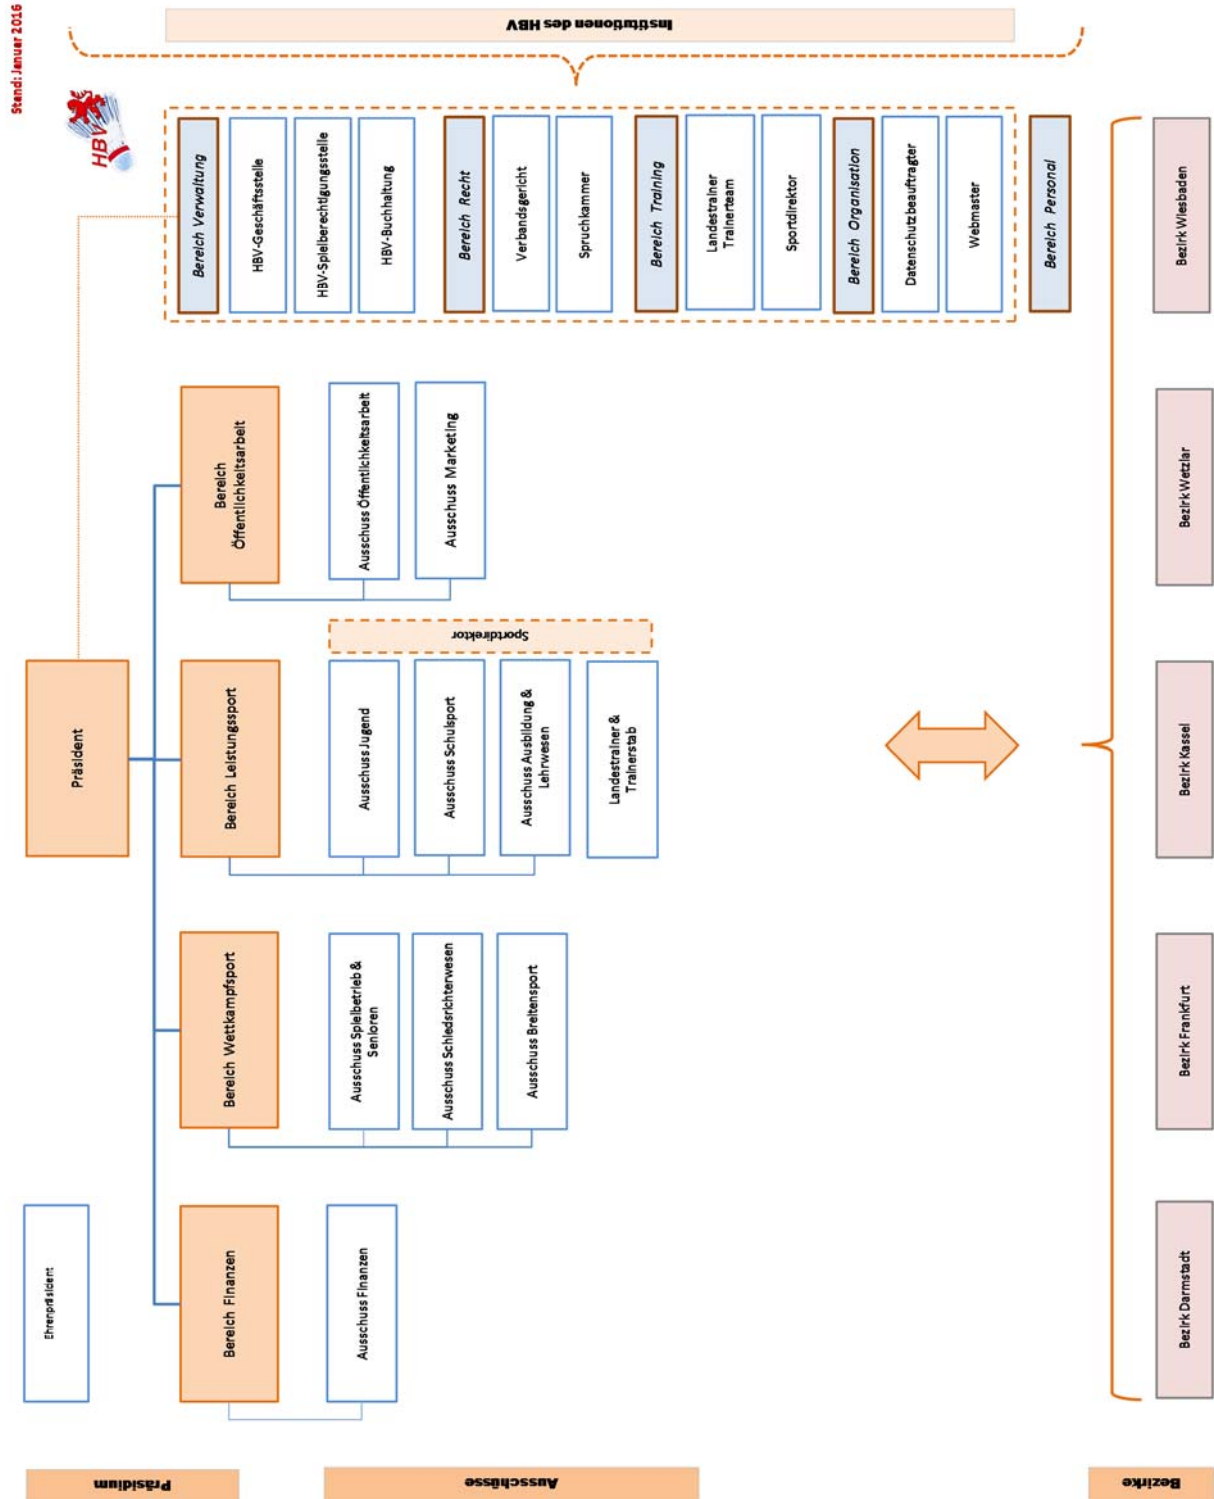 Stand: Januar 2016
HBV
Institutionen des HBV
Präsidium
Ehrenpräsident
Präsident
Bereich Finanzen
Bereich Wettkampfsport
Bereich Leistungssport
Bereich
Öffentlichkeitsarbeit
Ausschüsse
Ausschuss Finanzen
Ausschuss Spielbetrieb &
Senioren
Ausschuss Schiedsrichterwesen
Ausschuss Breitensport
Ausschuss Jugend
Ausschuss Schulsport
Ausschuss Ausbildung &
Lehrwesen
Landestrainer &
Trainerstab
Sportdirektor
Ausschuss Öffentlichkeitsarbeit
Ausschuss Marketing
Bereich Verwaltung
HBV-Geschäftsstelle
HBV-Spielberechtigungsstelle
HBV-Buchhaltung
Bereich Recht
Verbandsgericht
Spruchkammer
Bereich Training
Landestrainer
Trainerteam
Sportdirektor
Bereich Organisation
Datenschutzbeauftragter
Webmaster
Bereich Personal
Bezirke
Bezirk Darmstadt
Bezirk Frankfurt
Bezirk Kassel
Bezirk Wetzlar
Bezirk Wiesbaden